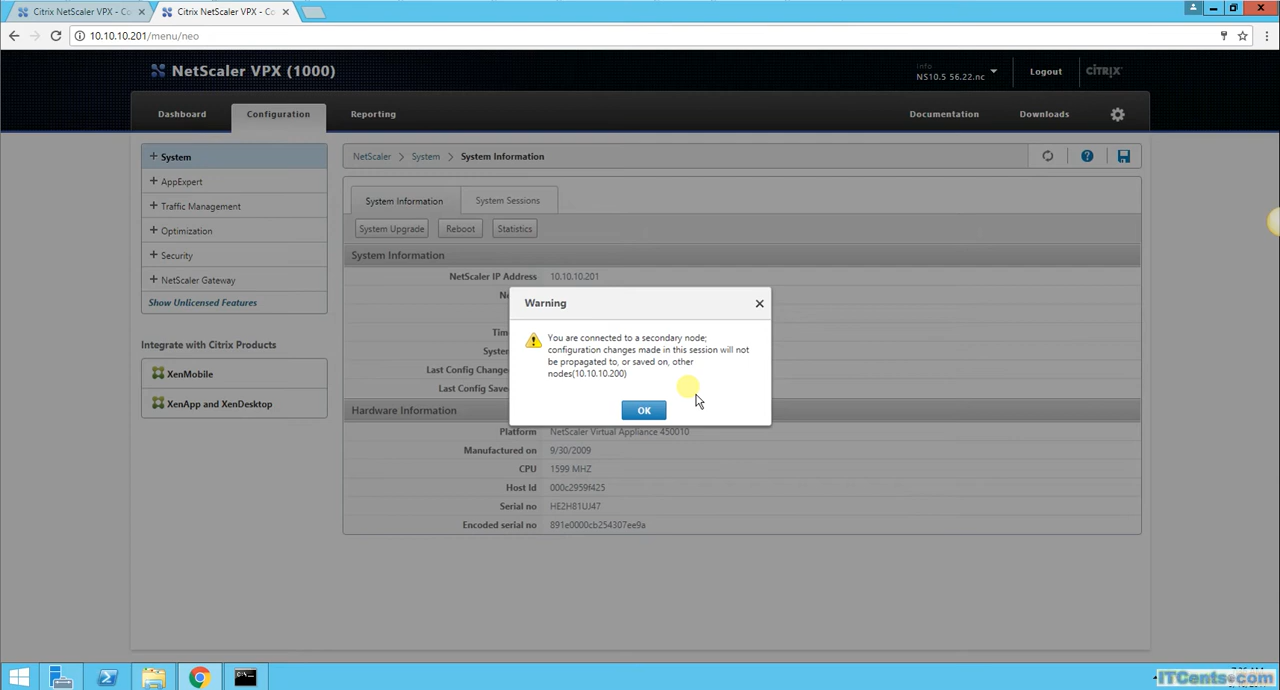 Citrix NetScaler VPX - Co
Citrix NetScaler VPX - Co
10.10.10.201/menu/neo
NetScaler VPX (1000)
info
NS10.5 56.22.nc
Logout
CITRIX
Dashboard
Configuration
Reporting
Documentation
Downloads
+ System
+ AppExpert
+ Traffic Management
+ Optimization
+ Security
+ NetScaler Gateway
Show Unlicensed Features
Integrate with Citrix Products
XenMobile
XenApp and XenDesktop
NetScaler > System > System Information
System Information
System Sessions
System Upgrade
Reboot
Statistics
System Information
NetScaler IP Address 10.10.10.201
Last Config Change
Last Config Save
Hardware Information
Platform NetScaler Virtual Appliance 450010
Manufactured on 9/30/2009
CPU 1599 MHZ
Host Id 000c2959f425
Serial no HE2H81UJ47
Encoded serial no 891e0000cb254307ee9a
Warning
You are connected to a secondary node;
configuration changes made in this session will not
be propagated to, or saved on, other
nodes(10.10.10.200)
OK
ITCents.com